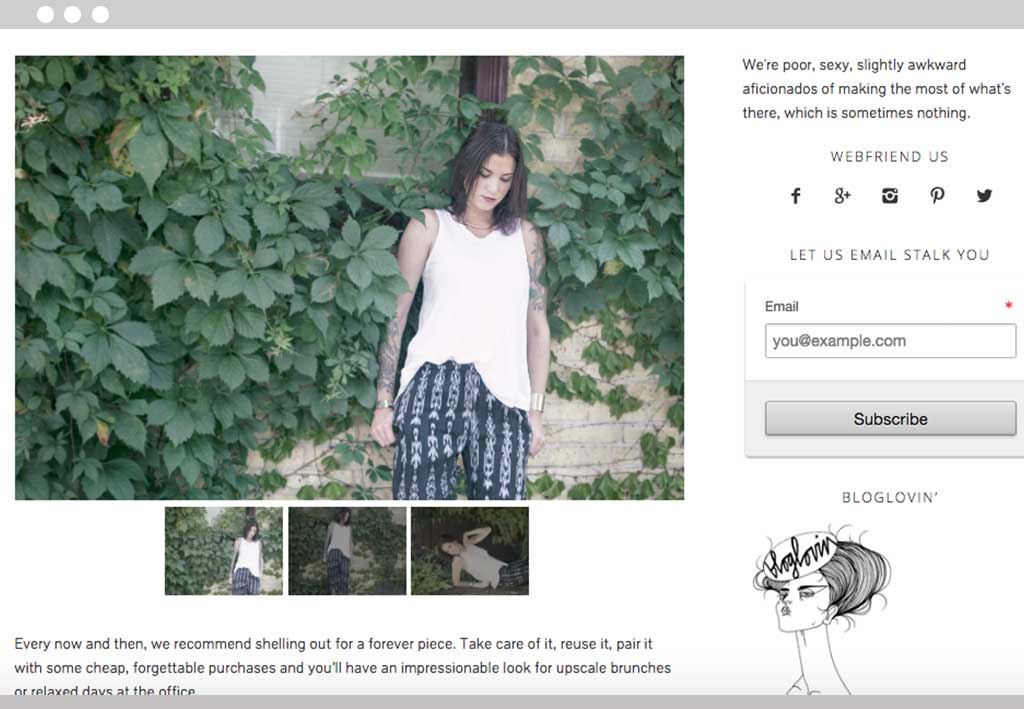 We're poor, sexy, slightly awkward
aficionados of making the most of what's
there, which is sometimes nothing.
WEBFRIEND US
LET US EMAIL STALK YOU
Email *
you@example.com
Subscribe
BLOGLOVIN'
bloglovin
Every now and then, we recommend shelling out for a forever piece. Take care of it, reuse it, pair it
with some cheap, forgettable purchases and you'll have an impressionable look for upscale brunches
or relaxed days at the office.